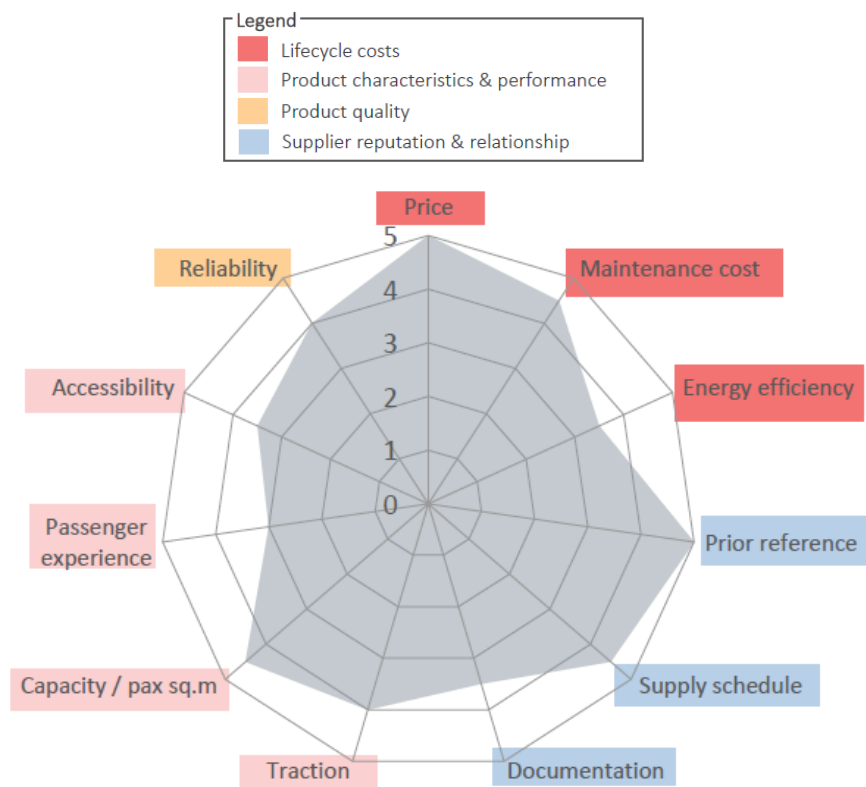 Legend
Lifecycle costs
Product characteristics & performance
Product quality
Supplier reputation & relationship
Price
5
Reliability
Maintenance cost
4
3
Accessibility
Energy efficiency
2
1
0
Passenger
experience
Prior reference
Capacity / pax sq.m
Supply schedule
Traction
Documentation